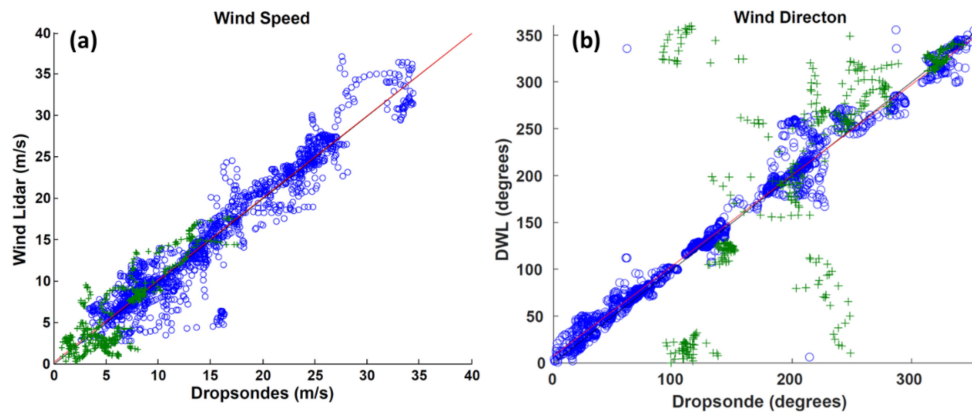 Wind Speed
(a)
40
35
30
25
20
15
10
5
0
0 5 10 15 20 25 30 35 40
Wind Lidar (m/s)
Dropsondes (m/s)
Wind Directon
(b)
350
300
250
200
150
100
50
0
0 100 200 300
DWL (degrees)
Dropsonde (degrees)